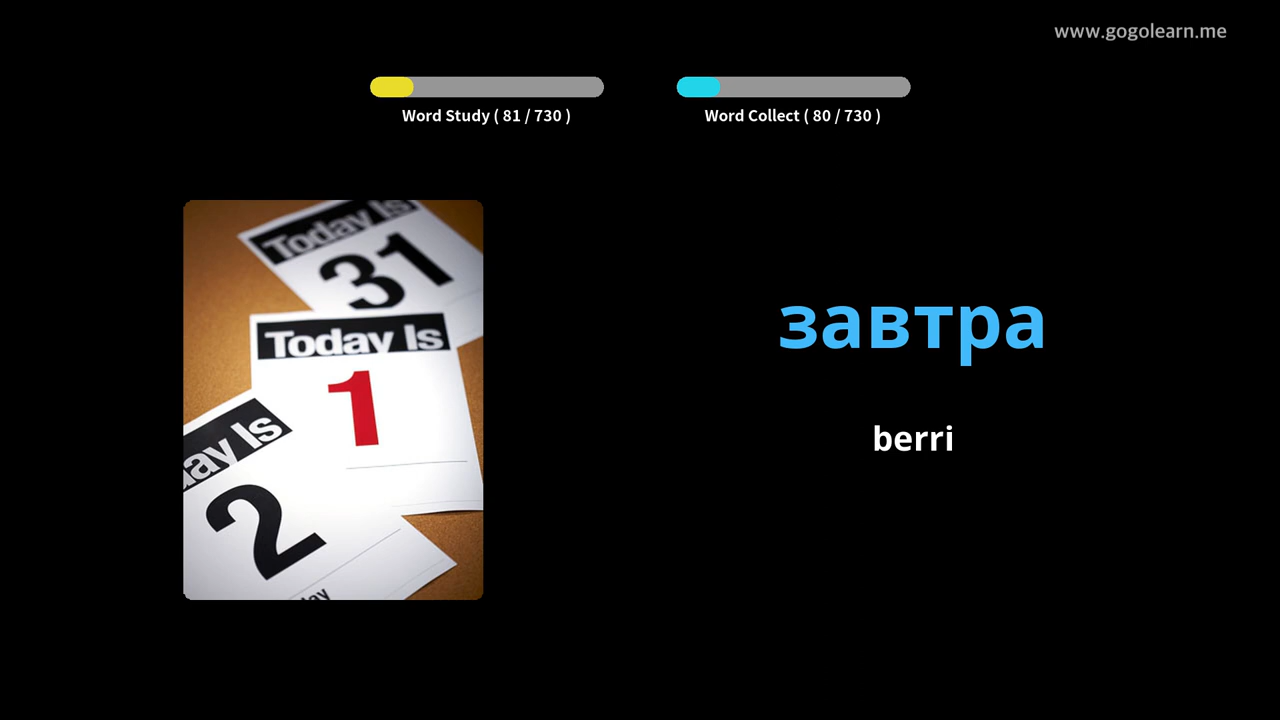 www.gogolearn.me
Word Study ( 81 / 730 )
Word Collect ( 80 / 730 )
Today Is
31
Today Is
1
ay Is
2
завтра
berri